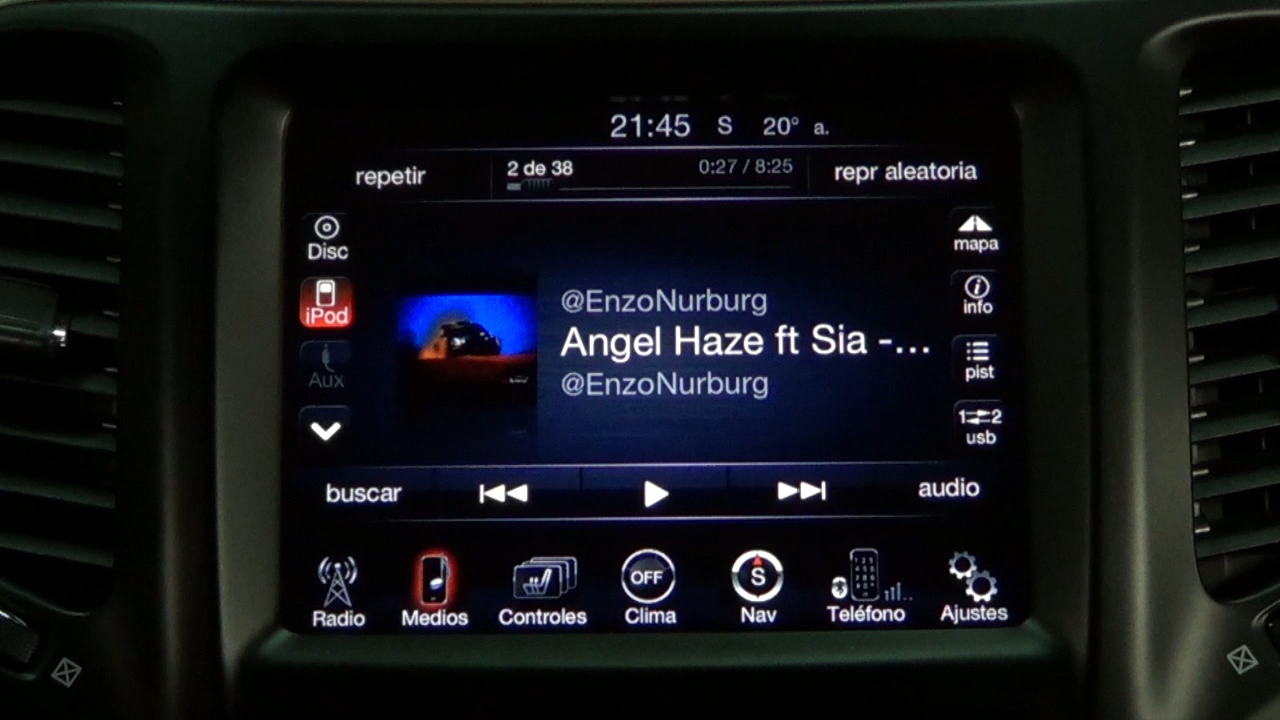 21:45 S 20° a.
repetir
2 de 38
0:27 / 8:25
repr aleatoria
Disc
iPod
Aux
@EnzoNurburg
Angel Haze ft Sia -...
@EnzoNurburg
mapa
info
pist
1 2
usb
buscar
audio
OFF
S
Radio
Medios
Controles
Clima
Nav
Teléfono
Ajustes